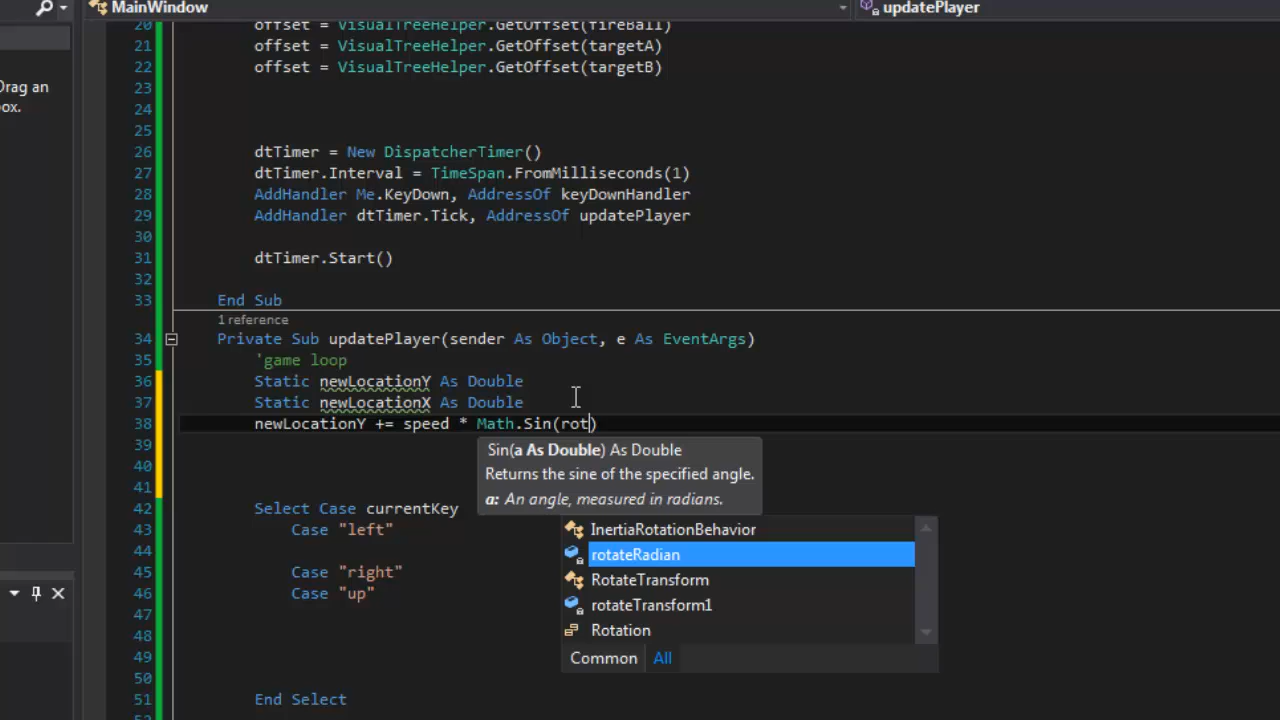 MainWindow
updatePlayer
Drag an
ox.
20 offset = VisualTreeHelper.GetOffset(fireBall)
21 offset = VisualTreeHelper.GetOffset(targetA)
22 offset = VisualTreeHelper.GetOffset(targetB)
23
24
25
26 dtTimer = New DispatcherTimer()
27 dtTimer.Interval = TimeSpan.FromMilliseconds(1)
28 AddHandler Me.KeyDown, AddressOf keyDownHandler
29 AddHandler dtTimer.Tick, AddressOf updatePlayer
30
31 dtTimer.Start()
32
33 End Sub
1 reference
34 Private Sub updatePlayer(sender As Object, e As EventArgs)
35 'game loop
36 Static newLocationY As Double
37 Static newLocationX As Double
38 newLocationY += speed * Math.Sin(rot)
39
Sin(a As Double) As Double
40
Returns the sine of the specified angle.
41
a: An angle, measured in radians.
42 Select Case currentKey
43 Case "left"
InertiaRotationBehavior
44
rotateRadian
45 Case "right"
RotateTransform
46 Case "up"
rotateTransform1
47
48
Rotation
49
Common All
50
51 End Select
52